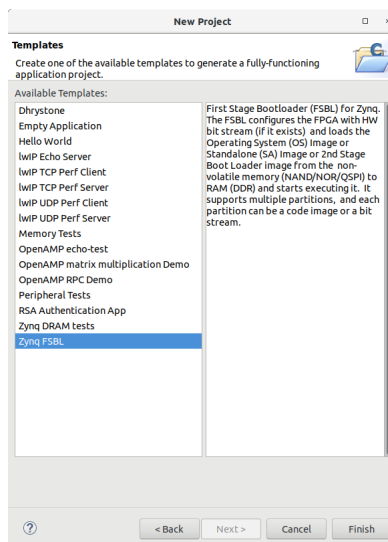 New Project
Templates
Create one of the available templates to generate a fully-functioning
application project.
Available Templates:
Dhrystone
Empty Application
Hello World
lwIP Echo Server
lwIP TCP Perf Client
lwIP TCP Perf Server
lwIP UDP Perf Client
lwIP UDP Perf Server
Memory Tests
OpenAMP echo-test
OpenAMP matrix multiplication Demo
OpenAMP RPC Demo
Peripheral Tests
RSA Authentication App
Zynq DRAM tests
Zynq FSBL
First Stage Bootloader (FSBL) for Zynq.
The FSBL configures the FPGA with HW
bit stream (if it exists) and loads the
Operating System (OS) Image or
Standalone (SA) Image or 2nd Stage
Boot Loader image from the non-
volatile memory (NAND/NOR/QSPI) to
RAM (DDR) and starts executing it. It
supports multiple partitions, and each
partition can be a code image or a bit
stream.
? < Back Next > Cancel Finish